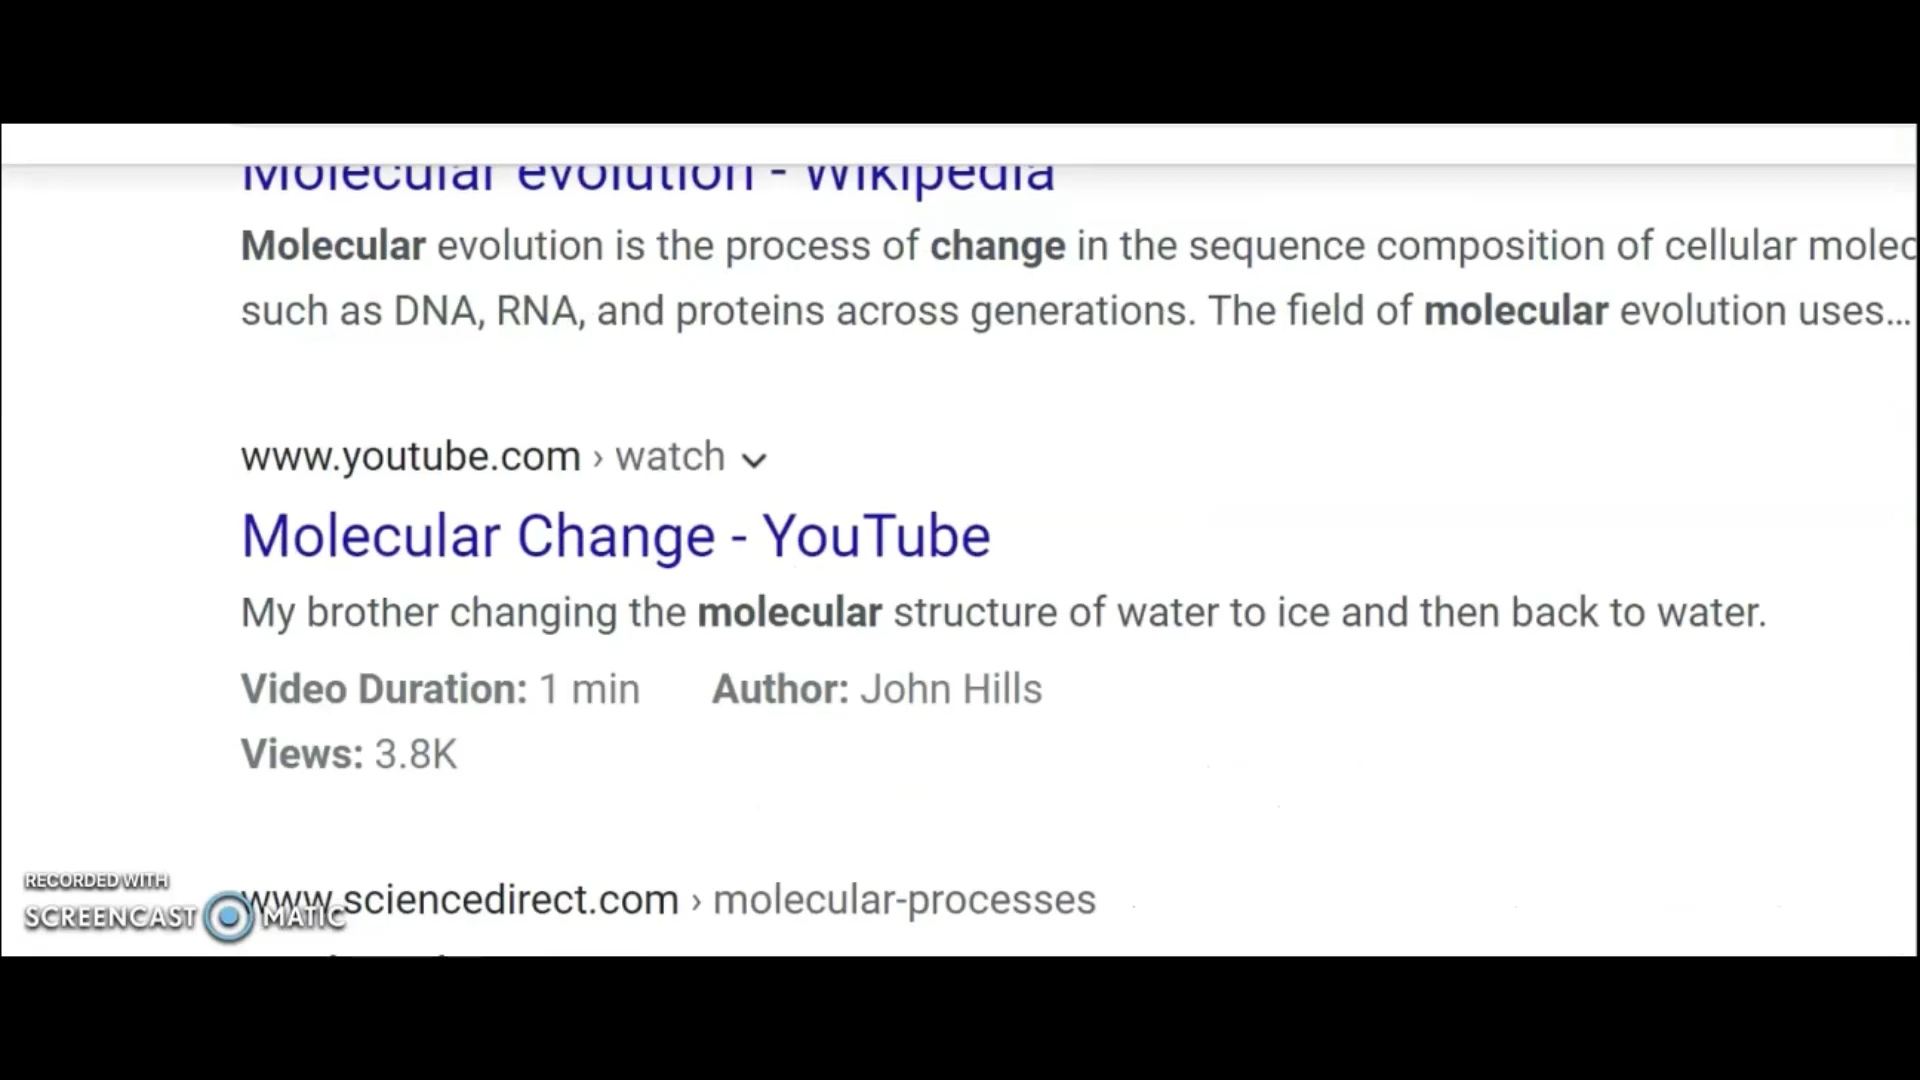 Molecular evolution - Wikipedia
Molecular evolution is the process of change in the sequence composition of cellular molec
such as DNA, RNA, and proteins across generations. The field of molecular evolution uses...
www.youtube.com › watch
Molecular Change - YouTube
My brother changing the molecular structure of water to ice and then back to water.
Video Duration: 1 min Author: John Hills
Views: 3.8K
www.sciencedirect.com › molecular-processes
RECORDED WITH
SCREENCAST MATIC